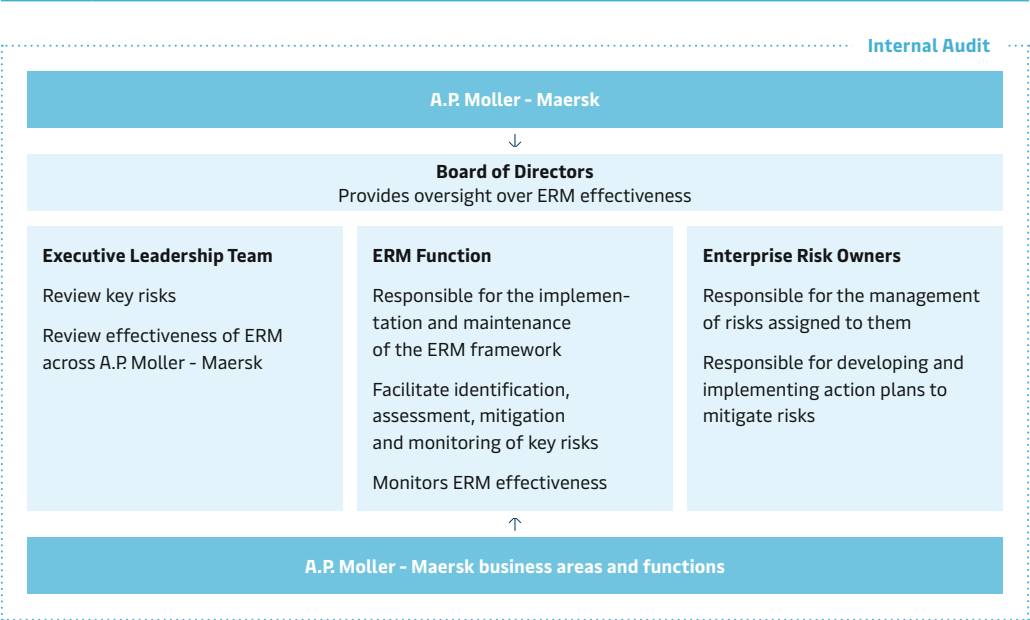 Internal Audit
A.P. Moller - Maersk
Board of Directors
Provides oversight over ERM effectiveness
Executive Leadership Team
Review key risks
Review effectiveness of ERM
across A.P. Moller - Maersk
ERM Function
Responsible for the implemen-
tation and maintenance
of the ERM framework
Facilitate identification,
assessment, mitigation
and monitoring of key risks
Monitors ERM effectiveness
Enterprise Risk Owners
Responsible for the management
of risks assigned to them
Responsible for developing and
implementing action plans to
mitigate risks
A.P. Moller - Maersk business areas and functions